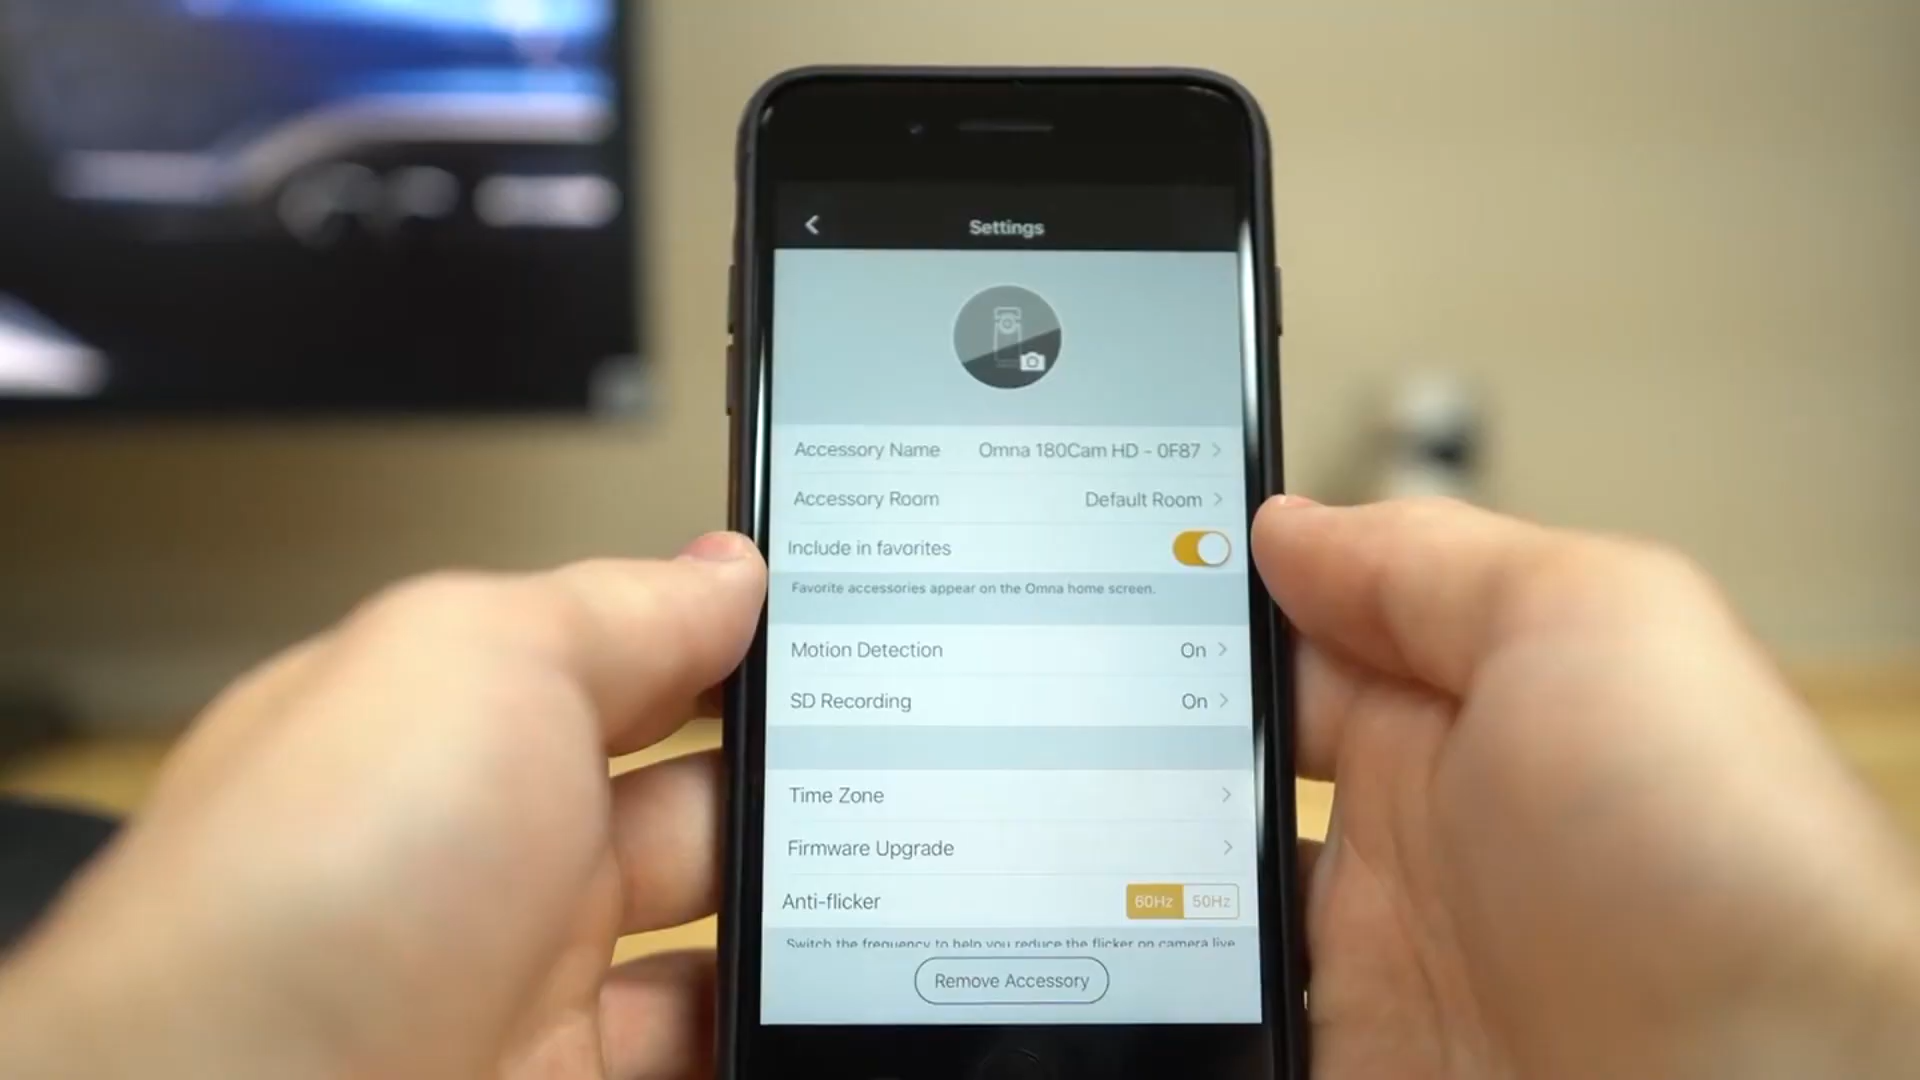 Settings
Accessory Name Omna 180Cam HD - 0F87
Accessory Room Default Room
Include in favorites
Favorite accessories appear on the Omna home screen.
Motion Detection On
SD Recording On
Time Zone
Firmware Upgrade
Anti-flicker 60Hz 50Hz
Switch the frequency to help you reduce the flicker on camera live
Remove Accessory